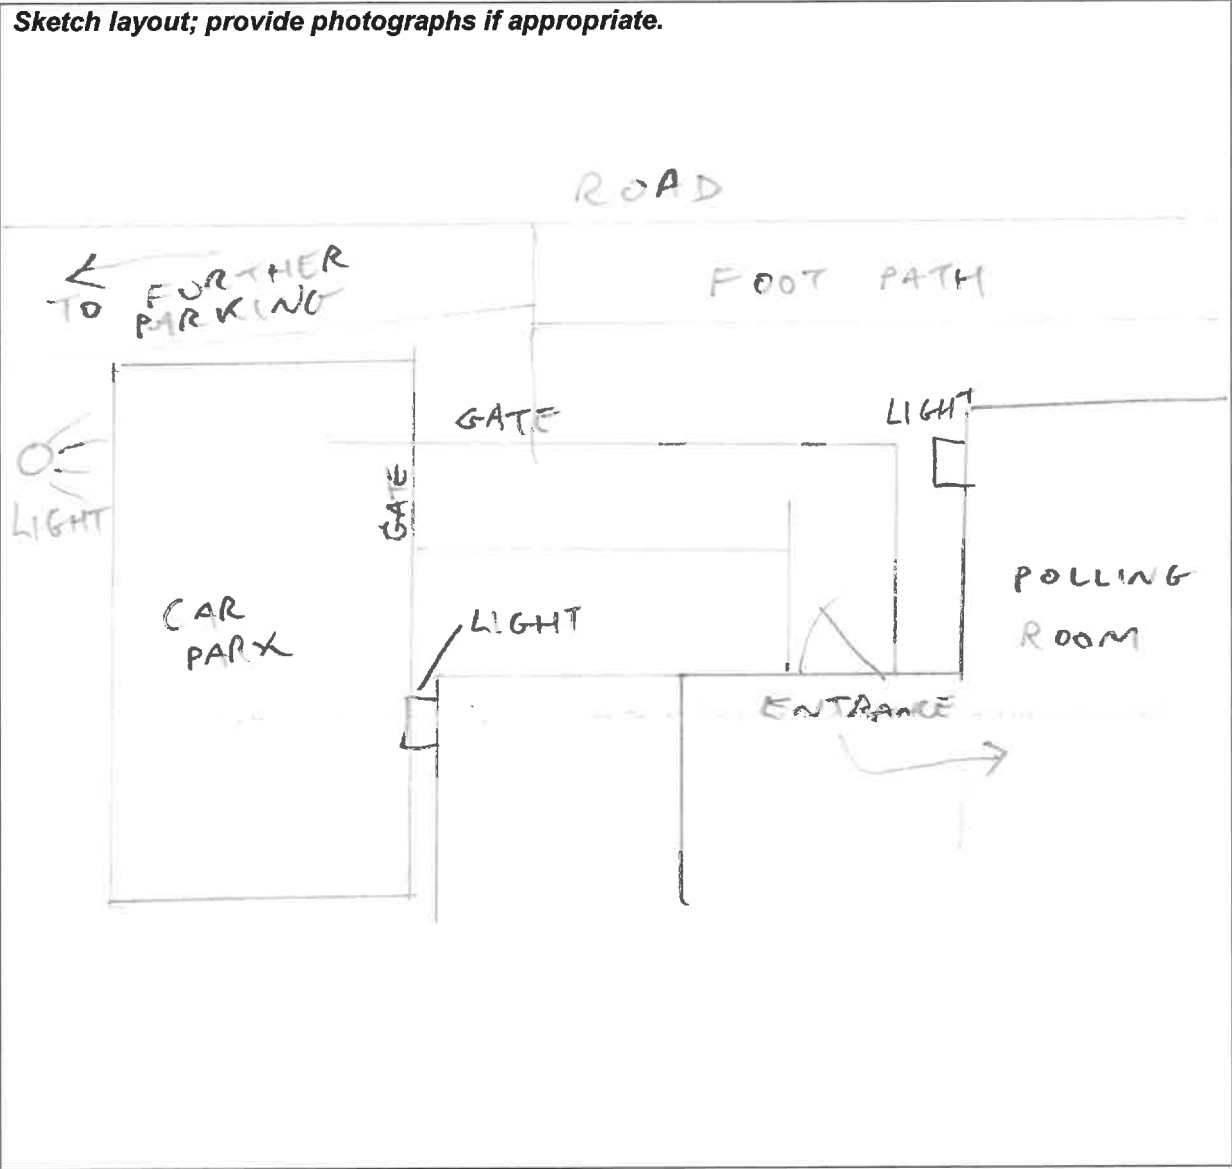 Sketch layout; provide photographs if appropriate.
ROAD
TO FURTHER
PARKING
FOOT PATH
GATE
LIGHT
GATE
LIGHT
CAR
PARK
LIGHT
POLLING
ROOM
ENTRANCE